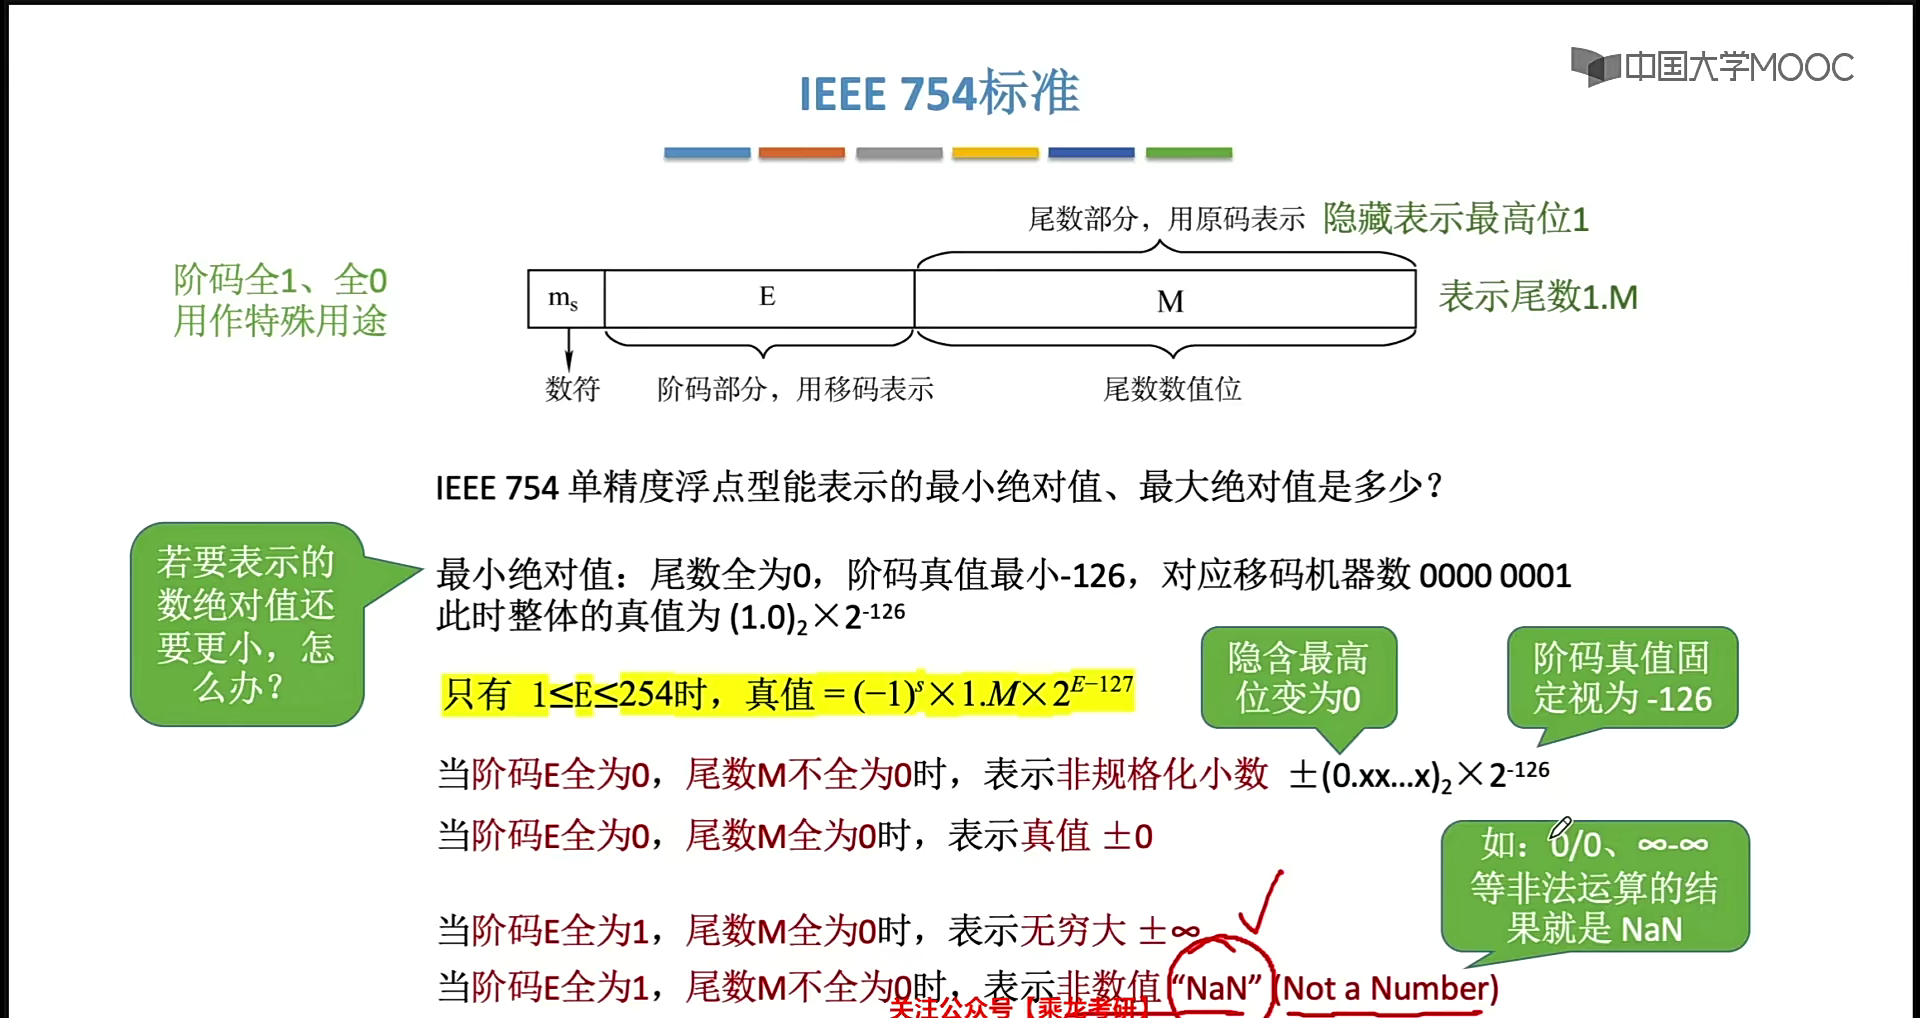 中国大学MOOC
IEEE 754标准
尾数部分，用原码表示 隐藏表示最高位1
阶码全1、全0
用作特殊用途
ms E M
表示尾数1.M
数符 阶码部分，用移码表示 尾数数值位
IEEE 754 单精度浮点型能表示的最小绝对值、最大绝对值是多少？
若要表示的
数绝对值还
要更小，怎
么办？
最小绝对值：尾数全为0，阶码真值最小-126，对应移码机器数 0000 0001
此时整体的真值为 (1.0)₂×2⁻¹²⁶
隐含最高
位变为0
阶码真值固
定视为 -126
只有 1≤E≤254时，真值 = (−1)ˢ×1.M×2ᴱ⁻¹²⁷
当阶码E全为0，尾数M不全为0时，表示非规格化小数 ±(0.xx...x)₂×2⁻¹²⁶
当阶码E全为0，尾数M全为0时，表示真值 ±0
如：0/0、∞-∞
等非法运算的结
果就是 NaN
当阶码E全为1，尾数M全为0时，表示无穷大 ±∞
当阶码E全为1，尾数M不全为0时，表示非数值 “NaN” (Not a Number)
关注公众号【乘龙考研】